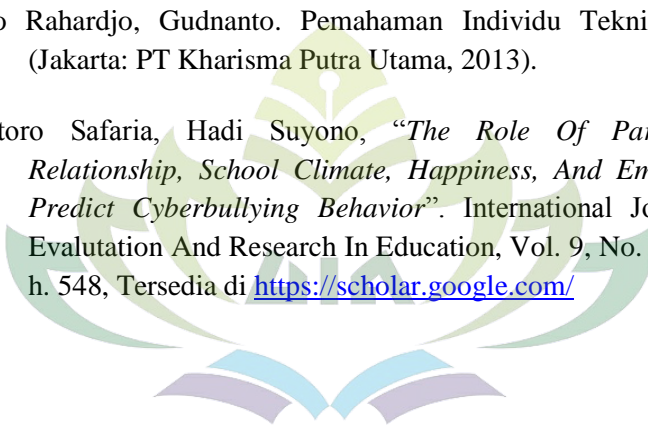 o Rahardjo, Gudnanto. Pemahaman Individu Tekni
(Jakarta: PT Kharisma Putra Utama, 2013).
toro Safaria, Hadi Suyono, “The Role Of Par
Relationship, School Climate, Happiness, And Em
Predict Cyberbullying Behavior”. International Jo
Evalutation And Research In Education, Vol. 9, No.
h. 548, Tersedia di https://scholar.google.com/